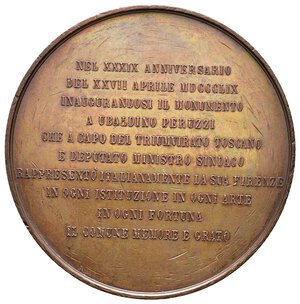 NEL XXXIX ANNIVERSARIO
DEL XXVII APRILE MDCCCLIX
INAUGURANDOSI IL MONUMENTO
A UBALDINO PERUZZI
CHE A CAPO DEL TRIUMVIRATO TOSCANO
E DEPUTATO MINISTRO SINDACO
RAPPRESENTÒ ITALIANAMENTE LA SUA FIRENZE
IN OGNI ISTITUZIONE IN OGNI ARTE
IN OGNI FORTUNA
IL COMUNE MEMORE E GRATO